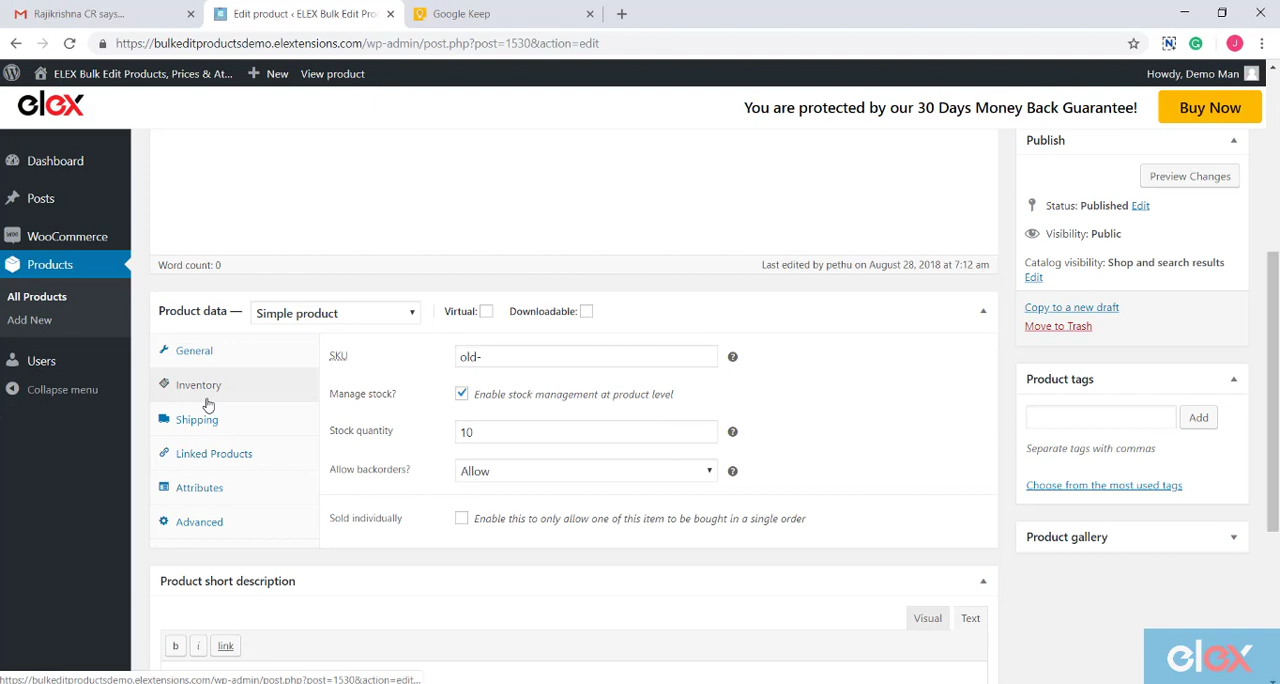 Rajikrishna CR says...
Edit product ‹ ELEX Bulk Edit Pro
Google Keep
https://bulkeditproductsdemo.elextensions.com/wp-admin/post.php?post=1530&action=edit
N
J
ELEX Bulk Edit Products, Prices & At...
New
View product
Howdy, Demo Man
elex
You are protected by our 30 Days Money Back Guarantee!
Buy Now
Dashboard
Posts
WooCommerce
Products
All Products
Add New
Users
Collapse menu
Word count: 0
Last edited by pethu on August 28, 2018 at 7:12 am
Product data —
Simple product
Virtual:
Downloadable:
General
Inventory
Shipping
Linked Products
Attributes
Advanced
SKU
old-
Manage stock?
Enable stock management at product level
Stock quantity
10
Allow backorders?
Allow
Sold individually
Enable this to only allow one of this item to be bought in a single order
Product short description
Visual
Text
b
i
link
Publish
Preview Changes
Status: Published Edit
Visibility: Public
Catalog visibility: Shop and search results
Edit
Copy to a new draft
Move to Trash
Product tags
Add
Separate tags with commas
Choose from the most used tags
Product gallery
elex
https://bulkeditproductsdemo.elextensions.com/wp-admin/post.php?post=1530&action=edit...